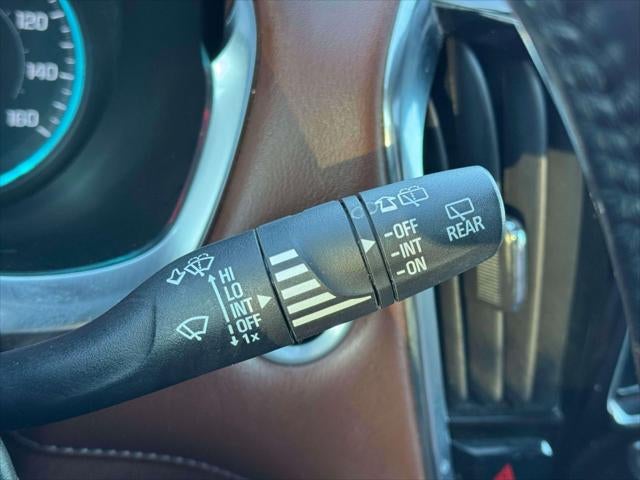 120
140
160
HI
LO
INT
OFF
1x
-OFF
-INT
-ON
REAR